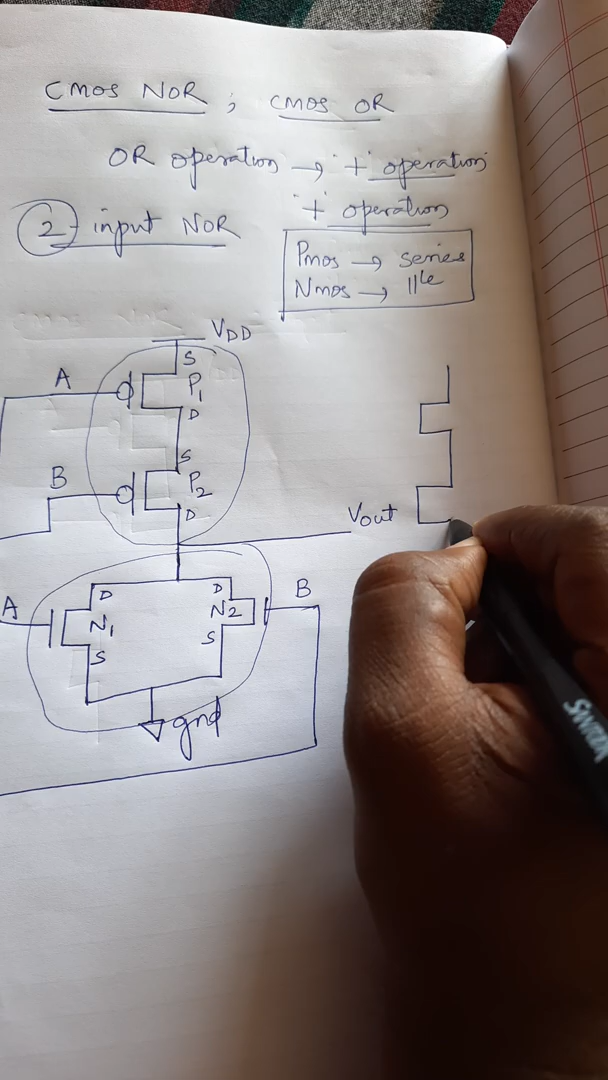 CMOS NOR ; CMOS OR
OR operation → '+' operation
'+' operation
2 - input NOR
Pmos → series
Nmos → 11le
VDD
S
A
P1
D
S
B
P2
D
Vout
A
D
D
B
N1
N2
S
S
gnd